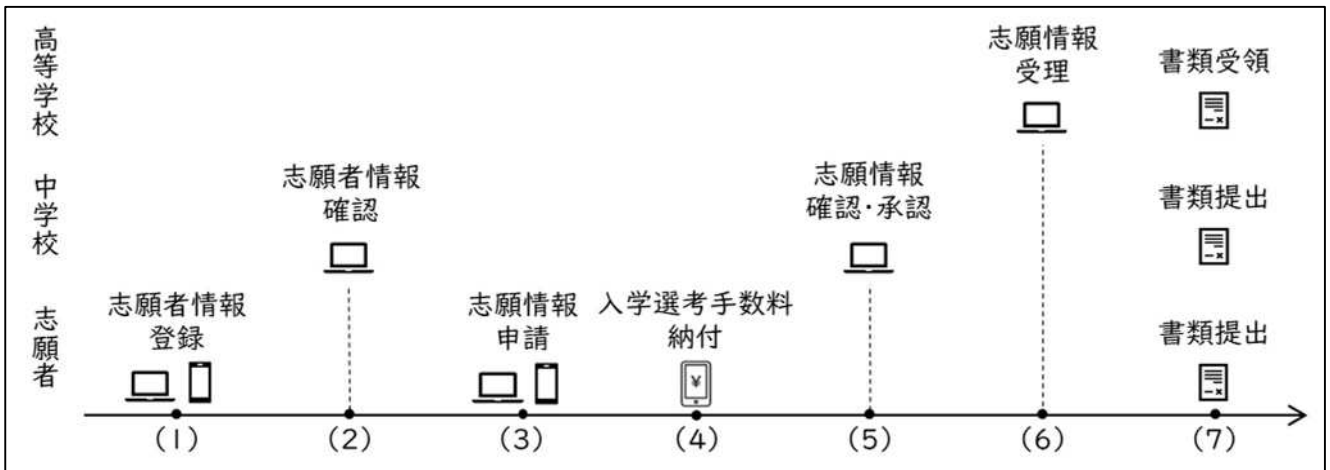 高等学校
志願情報
受理
書類受領
中学校
志願者情報
確認
志願情報
確認・承認
書類提出
志願者
志願者情報
登録
志願情報
申請
入学選考手数料
納付
¥
書類提出
(1)
(2)
(3)
(4)
(5)
(6)
(7)